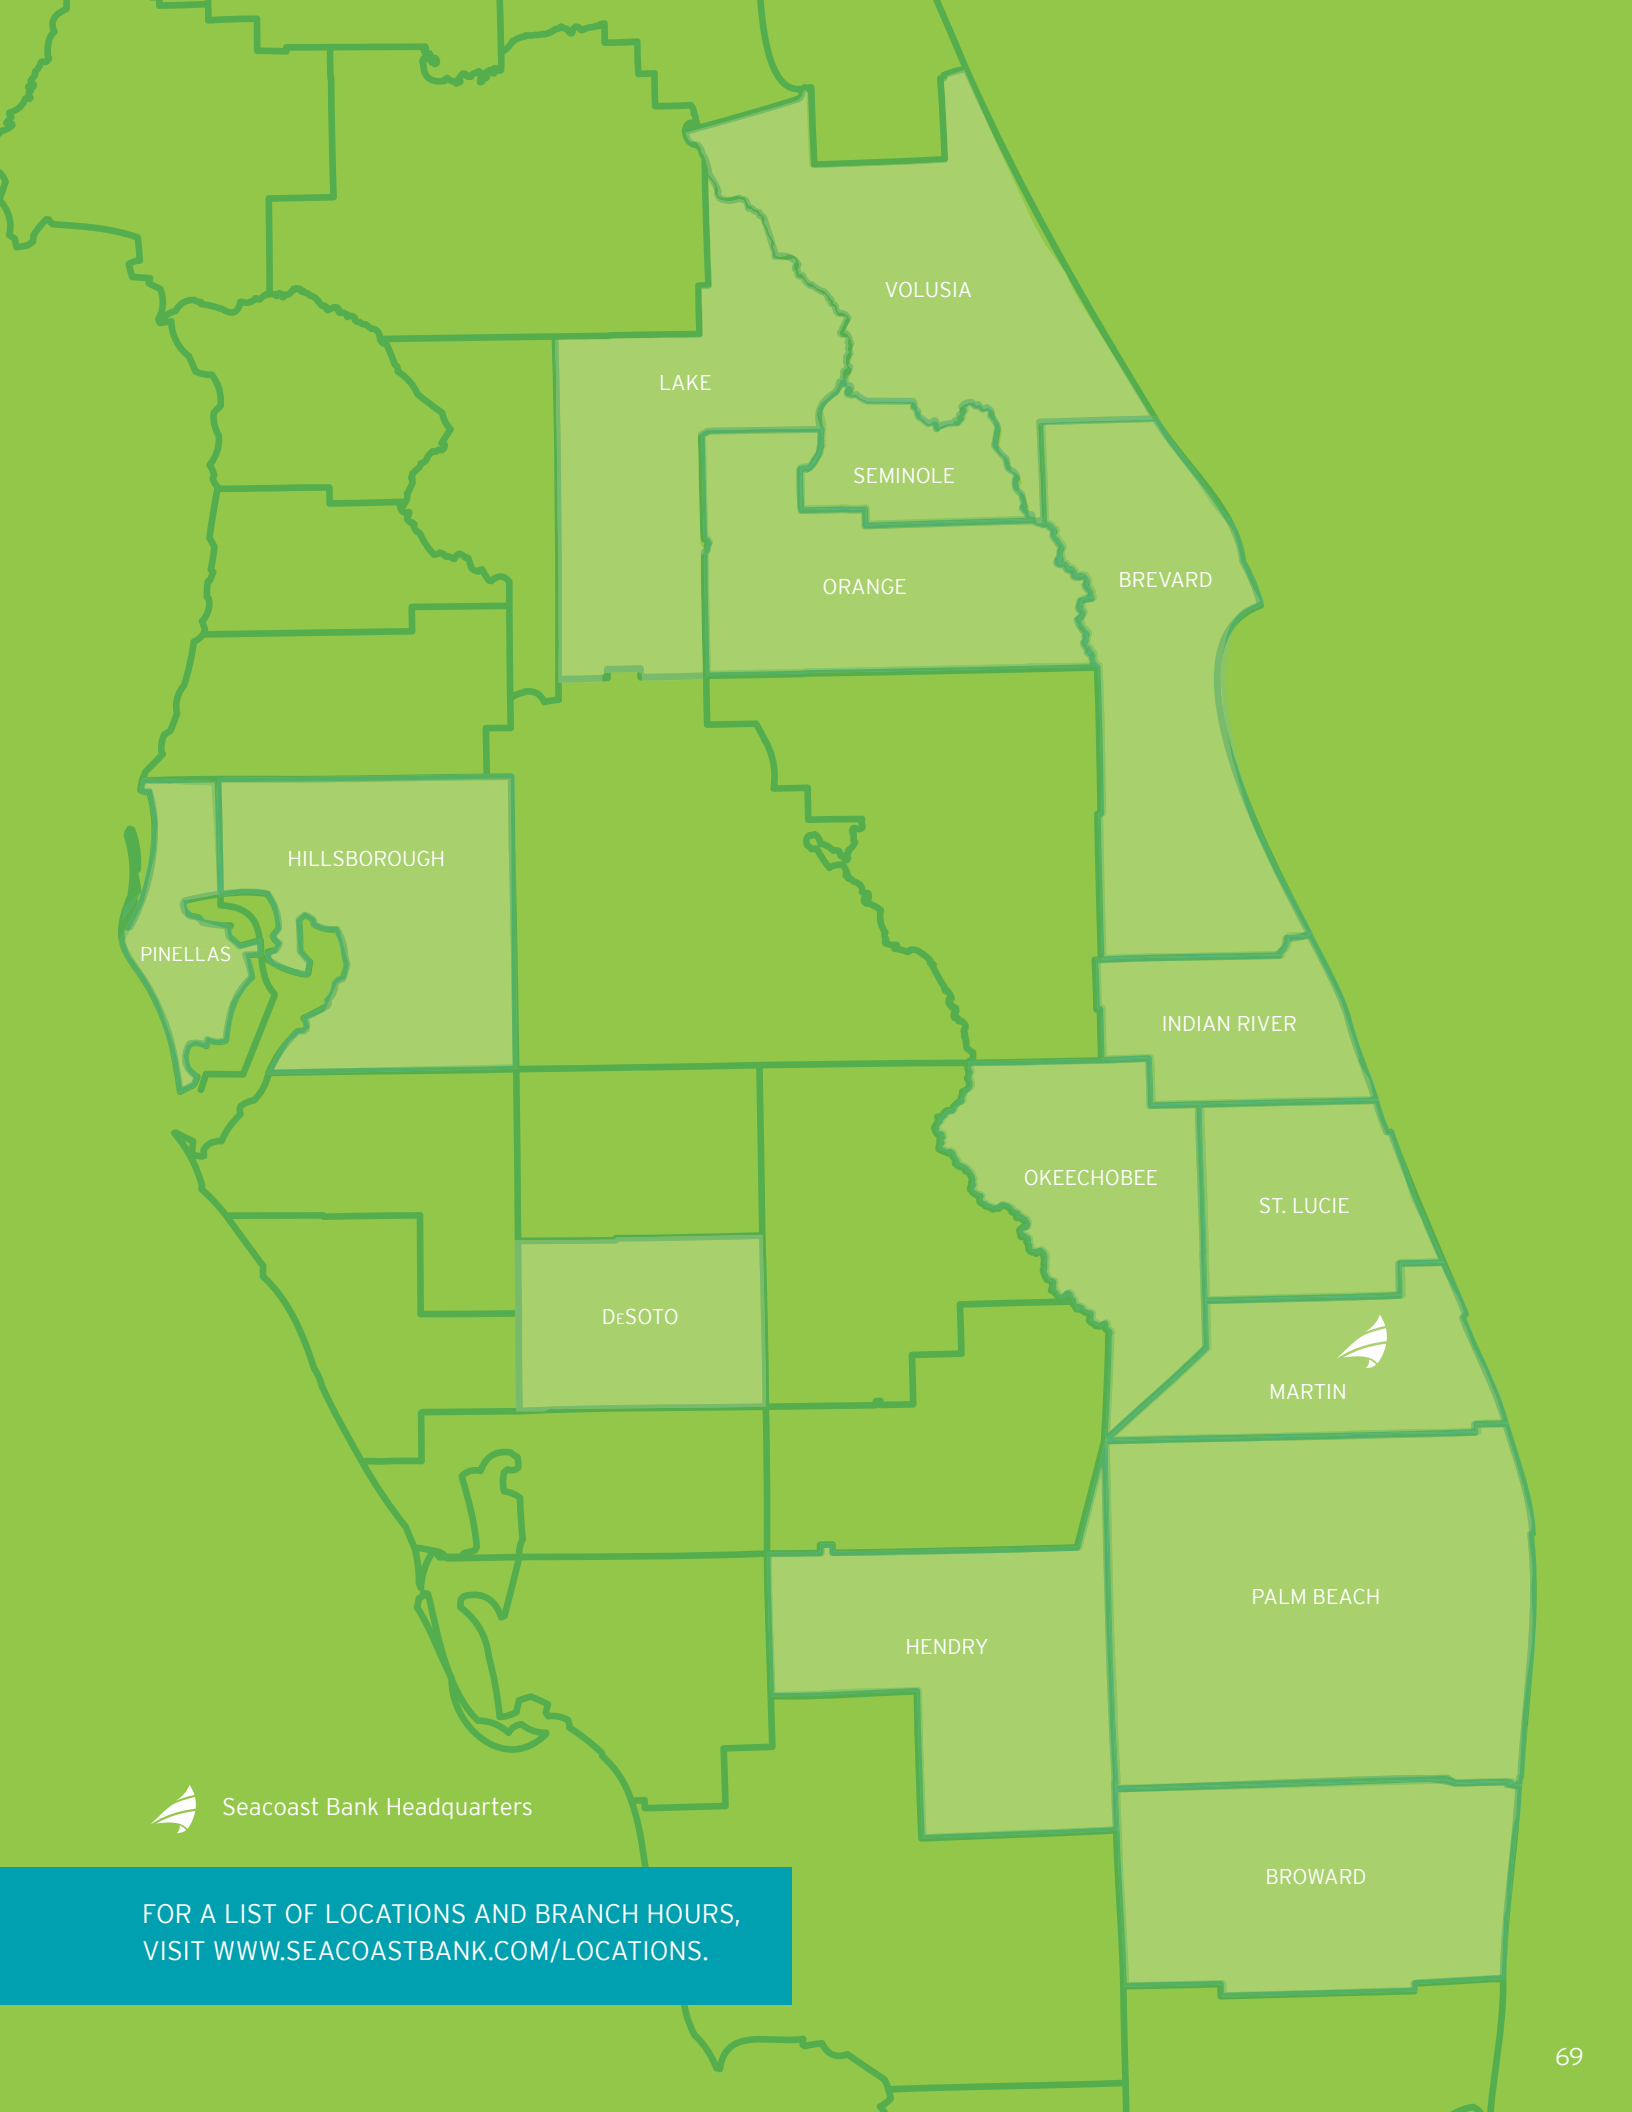 VOLUSIA
LAKE
SEMINOLE
BREVARD
ORANGE
HILLSBOROUGH
PINELLAS
INDIAN RIVER
OKEECHOBEE
ST. LUCIE
DeSOTO
MARTIN
PALM BEACH
HENDRY
Seacoast Bank Headquarters
BROWARD
FOR A LIST OF LOCATIONS AND BRANCH HOURS,
VISIT WWW.SEACOASTBANK.COM/LOCATIONS.
69